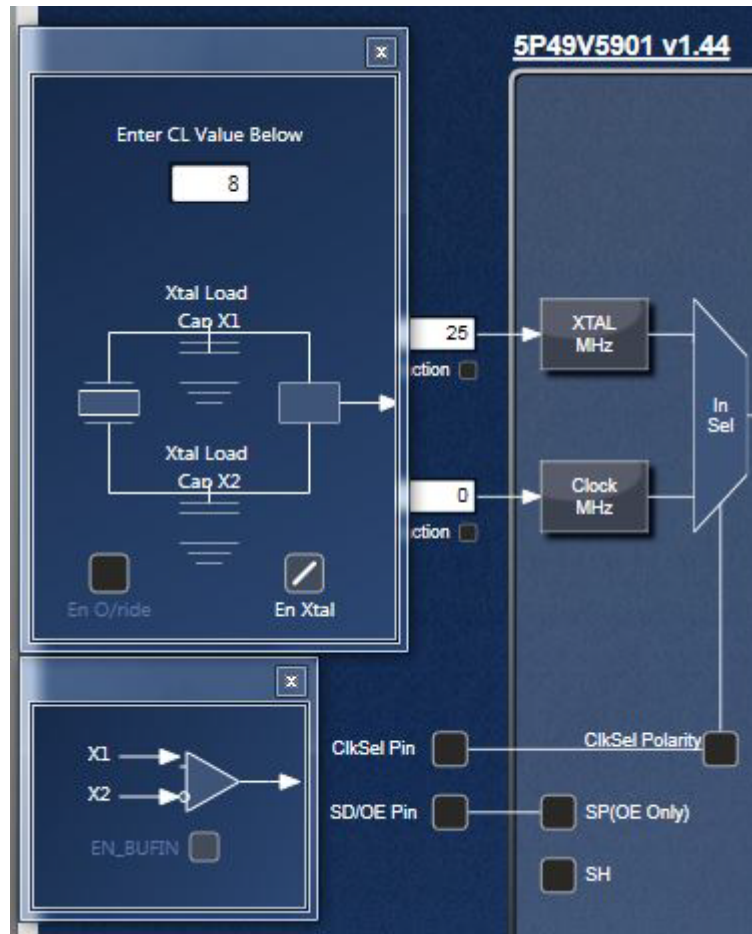 5P49V5901 v1.44
x
Enter CL Value Below
8
Xtal Load
Cap X1
25
ction
XTAL
MHz
In
Sel
Xtal Load
Cap X2
0
ction
Clock
MHz
En O/ride
En Xtal
x
X1
X2
EN_BUFIN
ClkSel Pin
ClkSel Polarity
SD/OE Pin
SP(OE Only)
SH